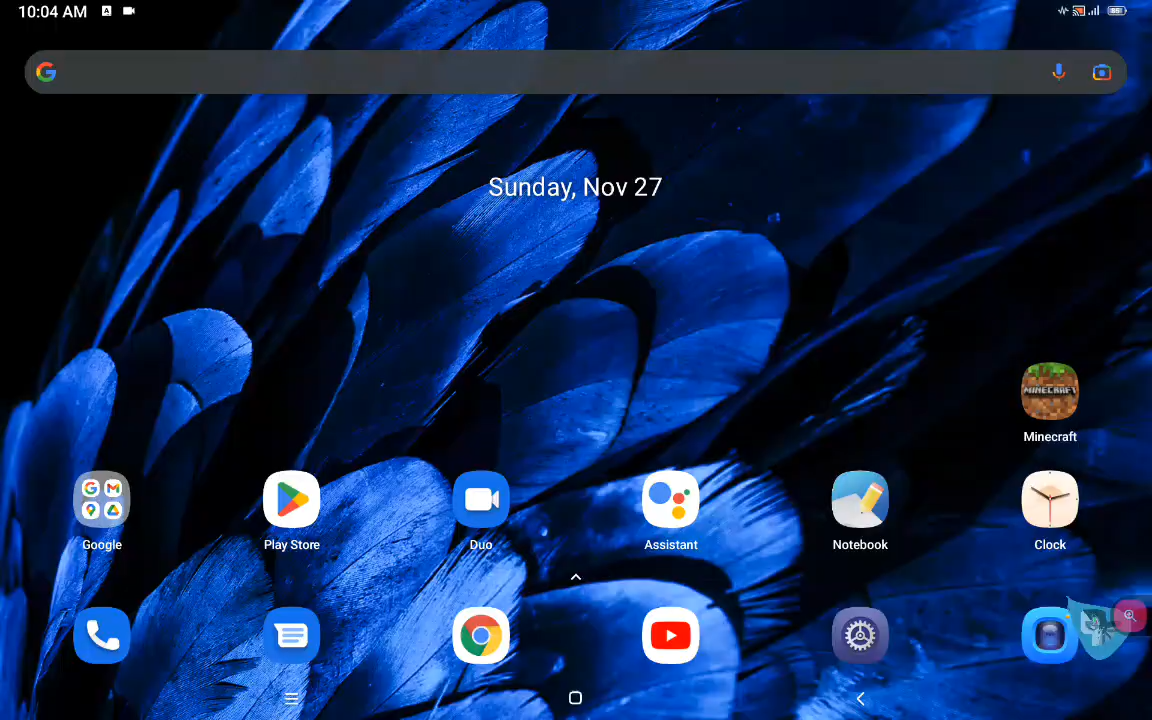 10:04 AM
Sunday, Nov 27
MINECRAFT
Minecraft
Google
Play Store
Duo
Assistant
Notebook
Clock